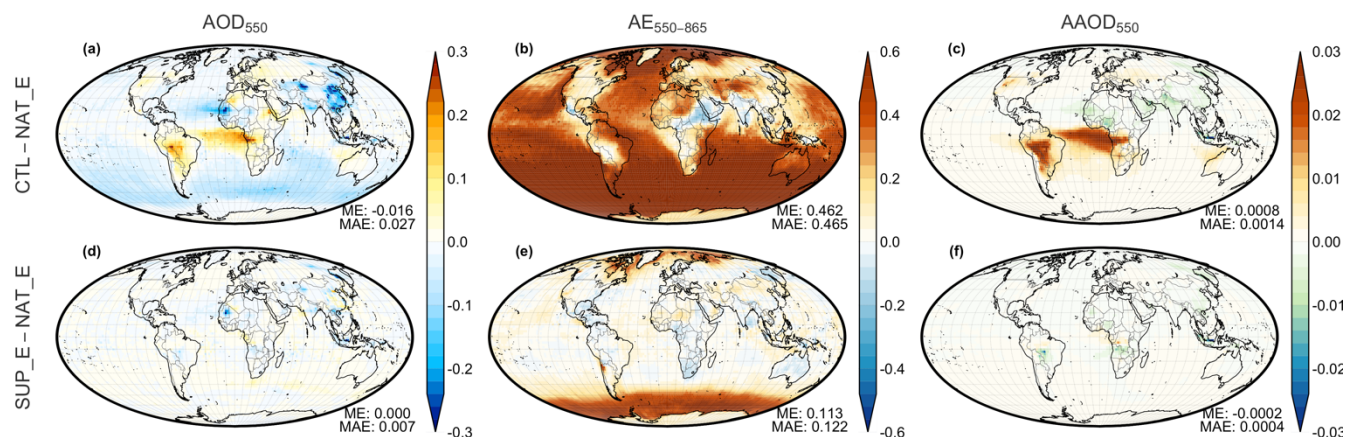 AOD550
AE550−865
AAOD550
CTL−NAT_E
(a)
ME: -0.016
MAE: 0.027
0.3
0.2
0.1
0.0
-0.1
-0.2
-0.3
(b)
ME: 0.462
MAE: 0.465
0.6
0.4
0.2
0.0
-0.2
-0.4
-0.6
(c)
ME: 0.0008
MAE: 0.0014
0.03
0.02
0.01
0.00
-0.01
-0.02
-0.03
SUP_E−NAT_E
(d)
ME: 0.000
MAE: 0.007
(e)
ME: 0.113
MAE: 0.122
(f)
ME: -0.0002
MAE: 0.0004